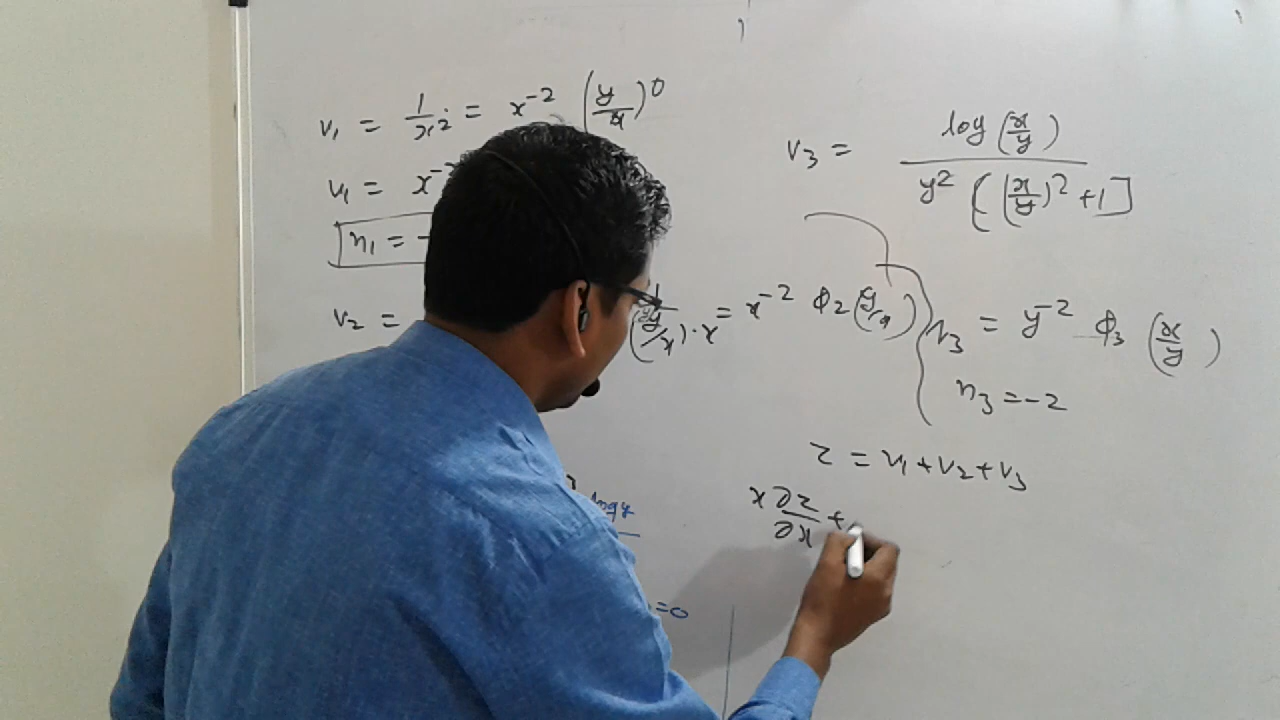 v₁ = 1/x² = x⁻² (y/x)⁰
v₁ = x⁻
n₁ = -
v₂ =
(y/x)·x = x⁻² φ₂(y/x)
log y
=0
v₃ = log(x/y) / y² [(x/y)² +1]
v₃ = y⁻² φ₃ (x/y)
n₃ = -2
z = v₁+v₂+v₃
x ∂z/∂x +